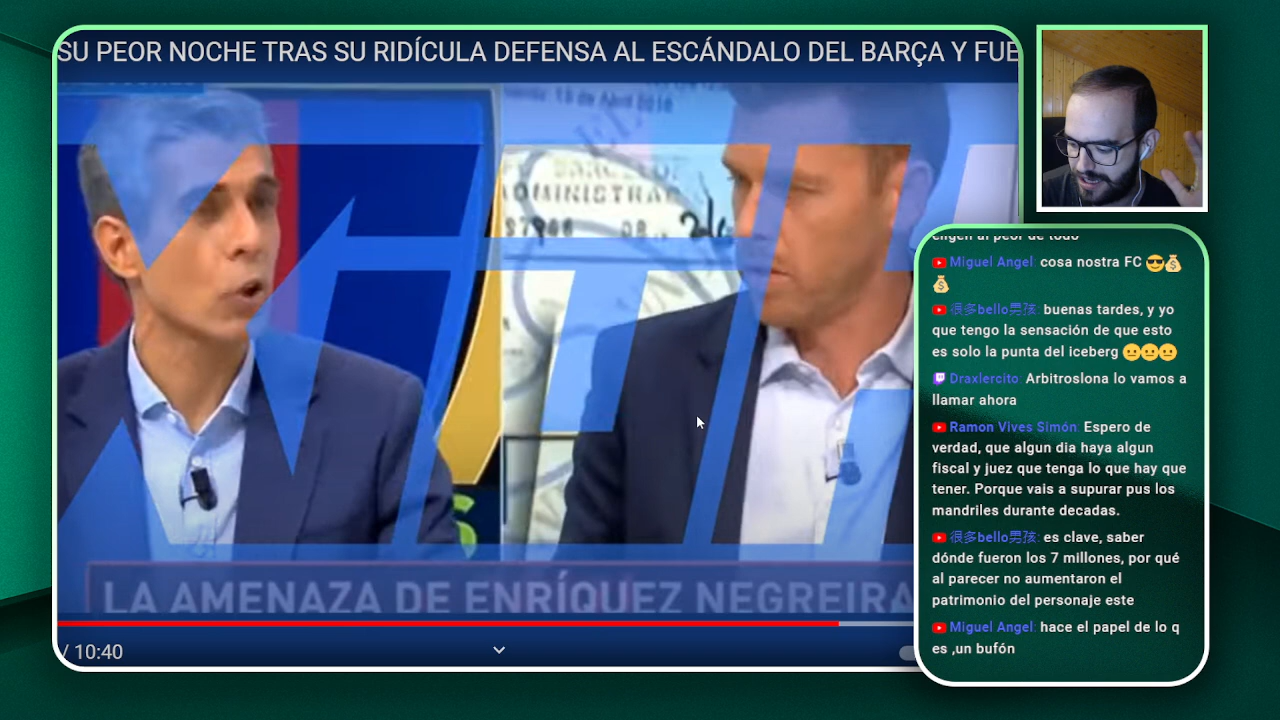 SU PEOR NOCHE TRAS SU RIDÍCULA DEFENSA AL ESCÁNDALO DEL BARÇA Y FUE
ADMINISTRAC
LA AMENAZA DE ENRÍQUEZ NEGREIRA
/ 10:40
eligen al peor de todo
Miguel Angel: cosa nostra FC 😎💰
💰
很多bello男孩: buenas tardes, y yo
que tengo la sensación de que esto
es solo la punta del iceberg 😐😐😐
Draxlercito: Arbitroslona lo vamos a
llamar ahora
Ramon Vives Simón: Espero de
verdad, que algun dia haya algun
fiscal y juez que tenga lo que hay que
tener. Porque vais a supurar pus los
mandriles durante decadas.
很多bello男孩: es clave, saber
dónde fueron los 7 millones, por qué
al parecer no aumentaron el
patrimonio del personaje este
Miguel Angel: hace el papel de lo q
es ,un bufón